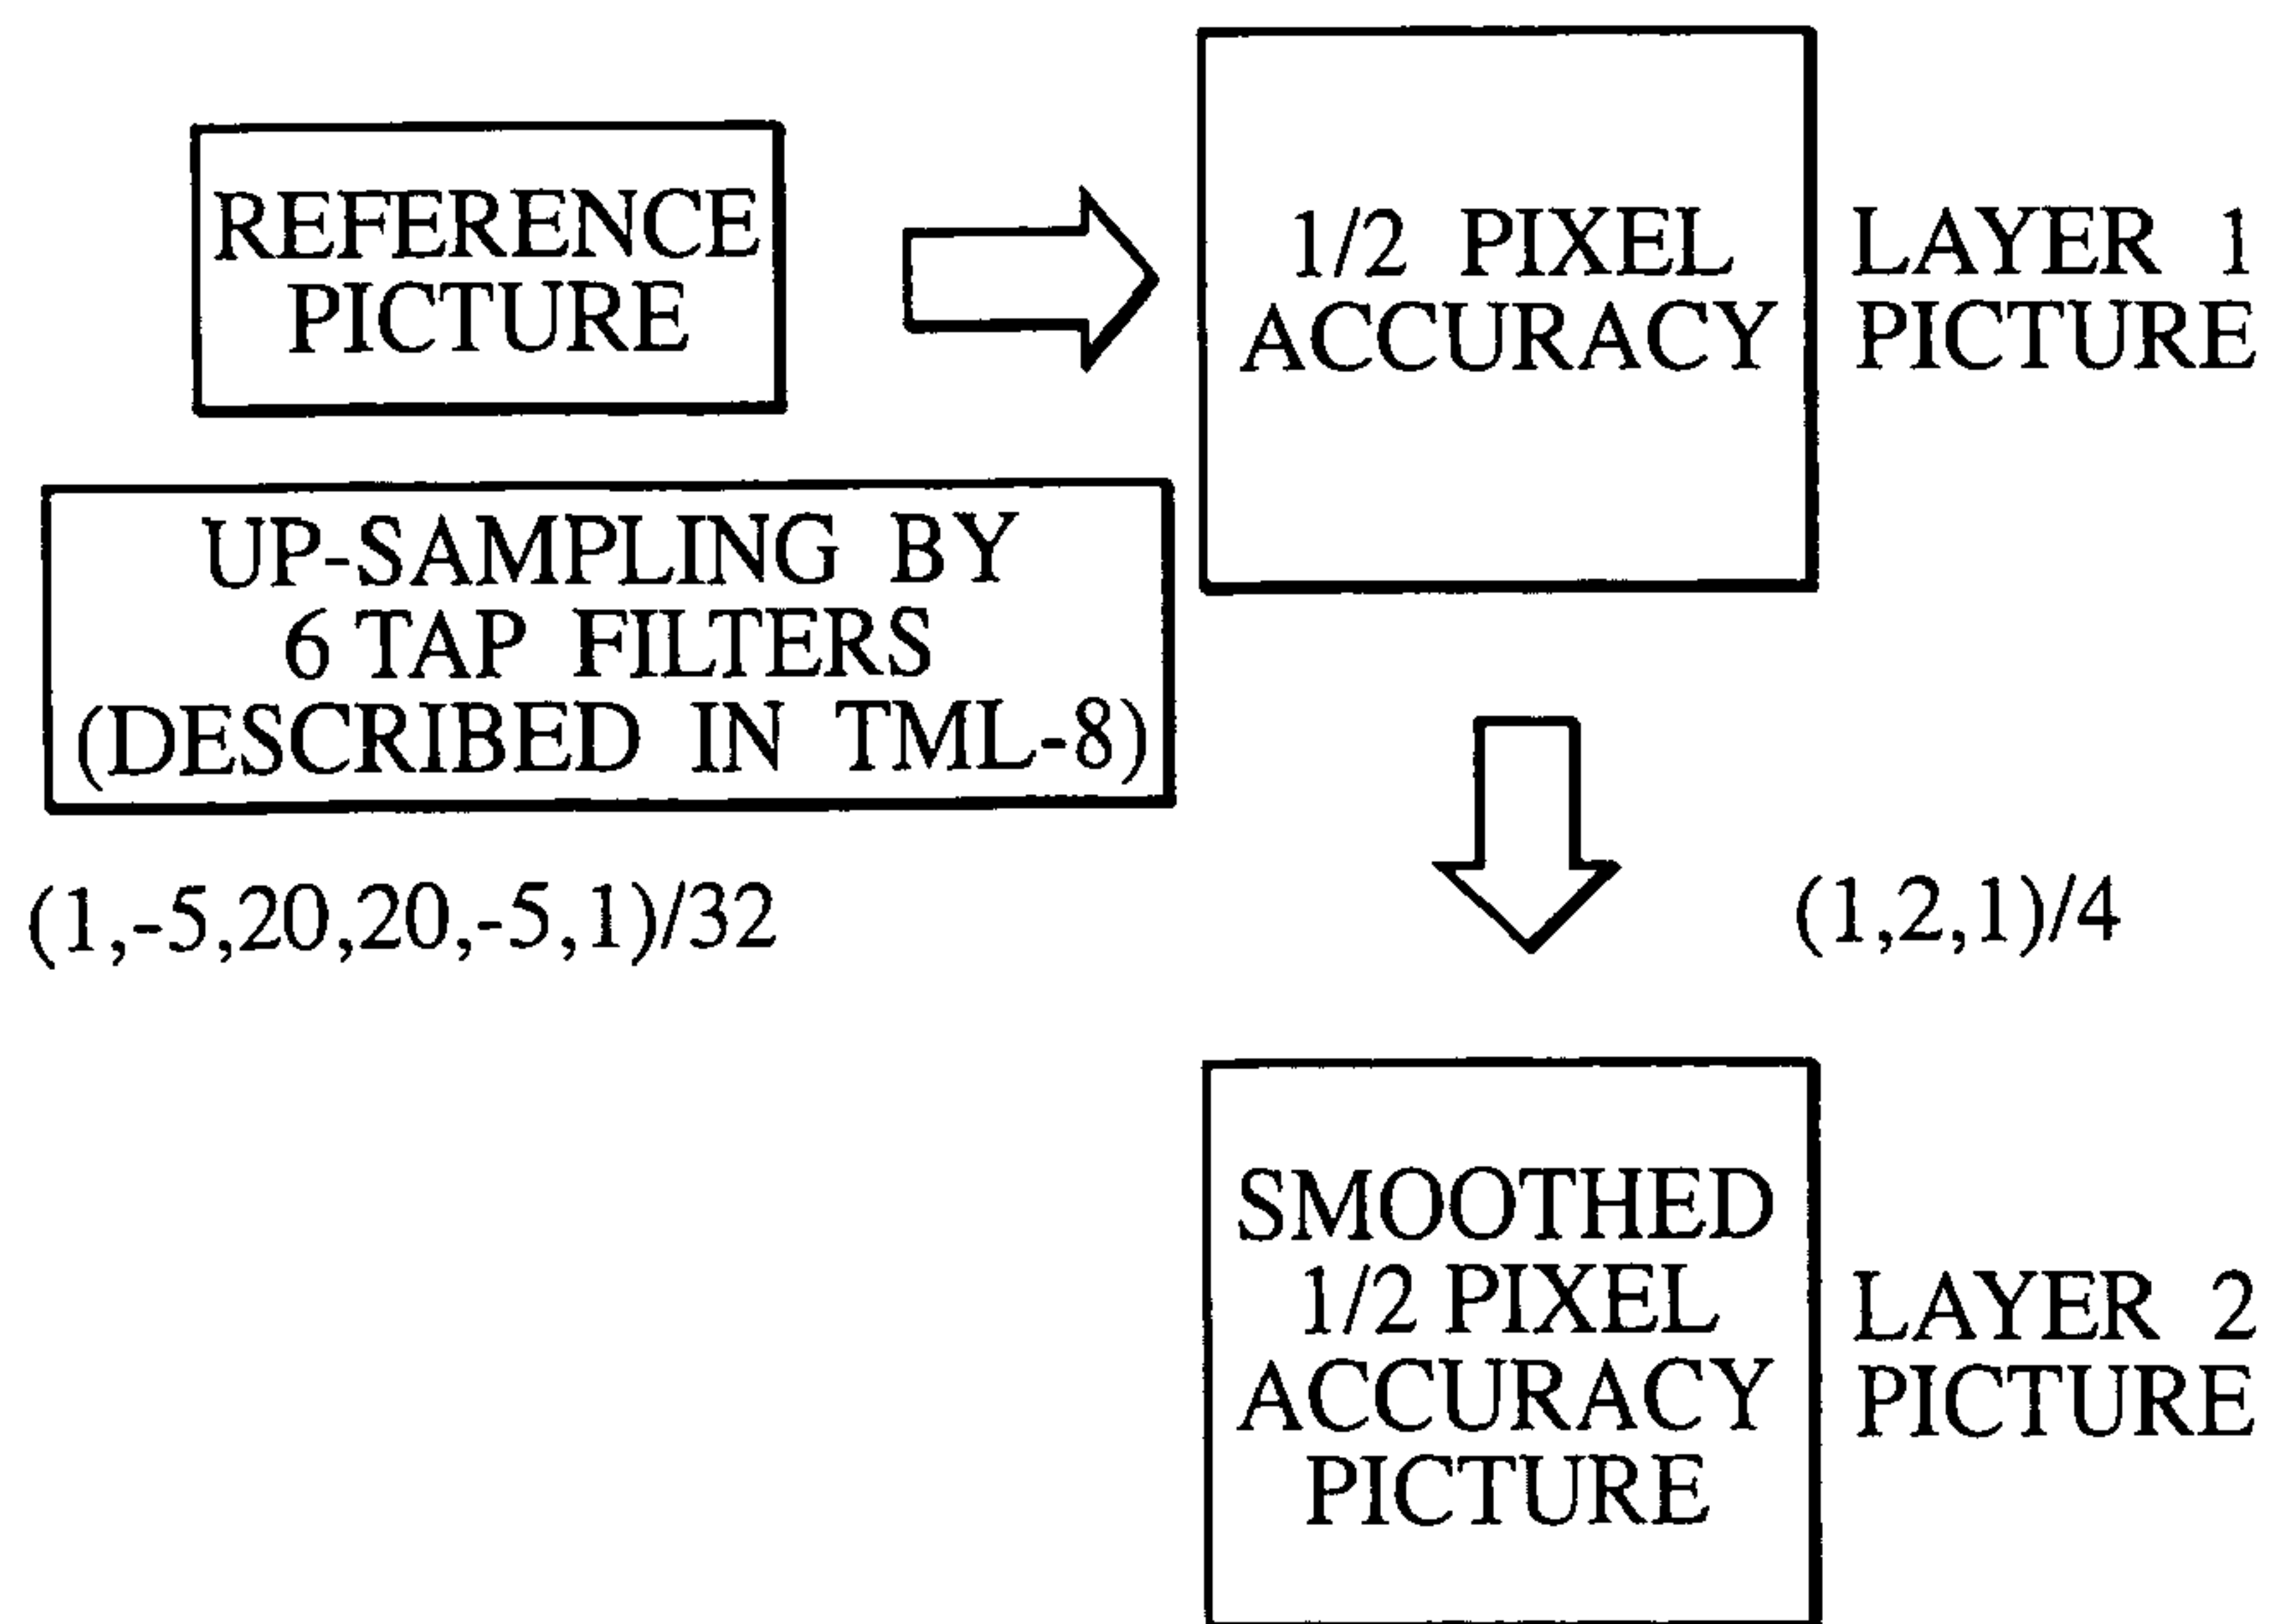 REFERENCE
PICTURE
1/2 PIXEL
ACCURACY
LAYER 1
PICTURE
UP-SAMPLING BY
6 TAP FILTERS
(DESCRIBED IN TML-8)
(1,-5,20,20,-5,1)/32
(1,2,1)/4
SMOOTHED
1/2 PIXEL
ACCURACY
PICTURE
LAYER 2
PICTURE